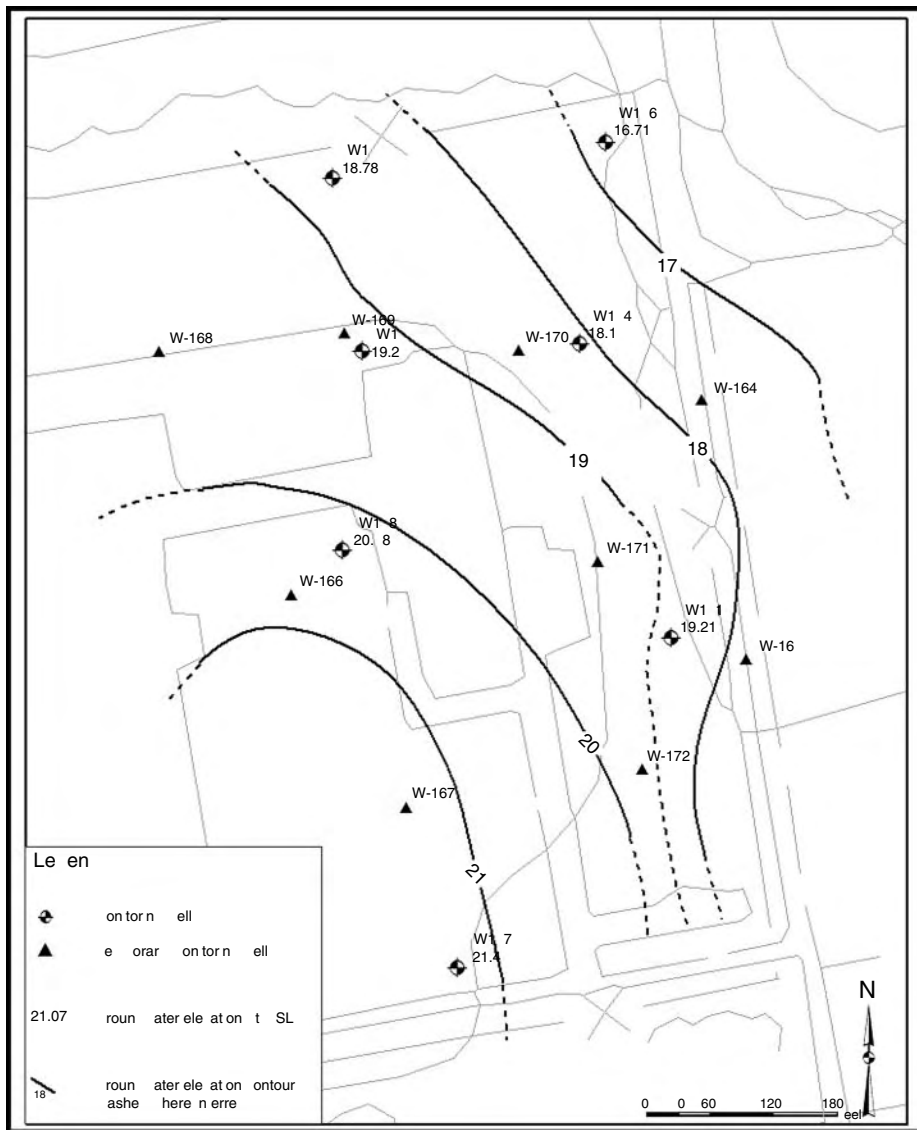 W1 6
16.71
W1
18.78
17
W-168
W-169
W1
19.2
W-170
W1 4
18.1
W-164
19
18
W1 8
20. 8
W-166
W-171
W1 1
19.21
W-16
20
W-172
W-167
21
W1 7
21.4
Le en
on tor n ell
e orar on tor n ell
21.07 roun ater ele at on t SL
18 roun ater ele at on ontour
ashe here n erre
N
0 0 60 120 180
eel